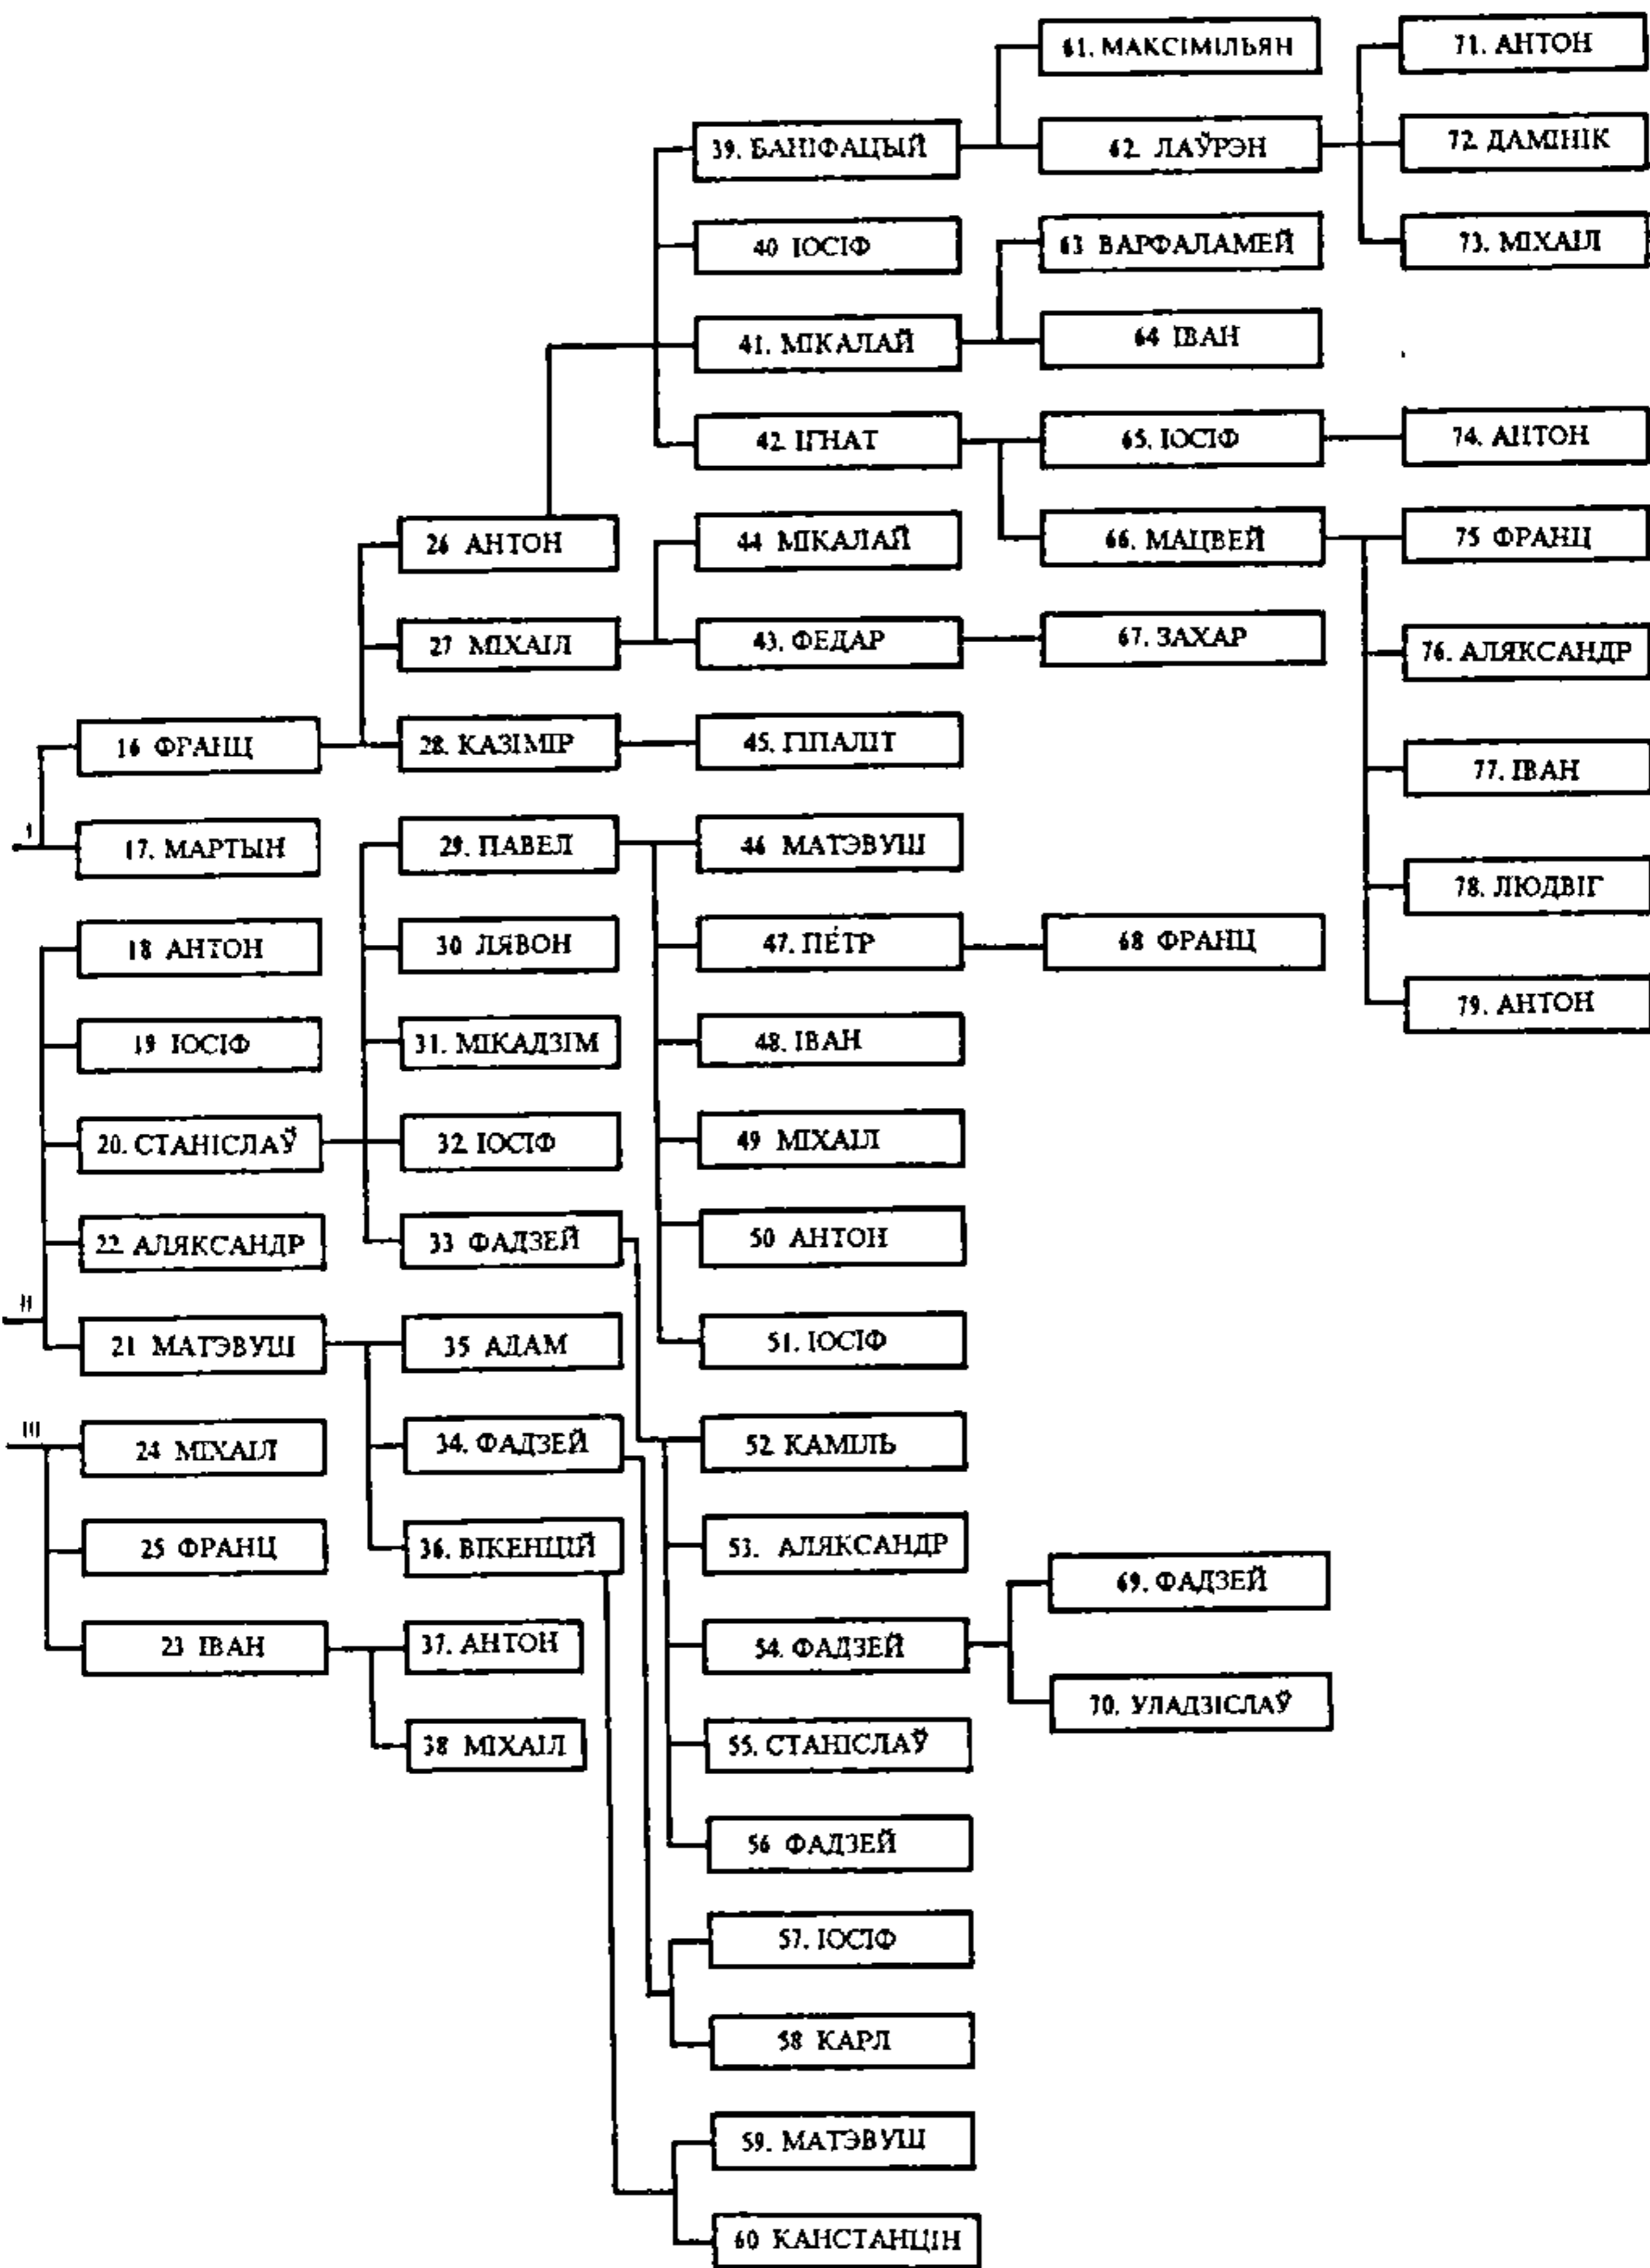 61. МАКСІМІЛЬЯН
71. АНТОН
39. БАНІФАЦЫЙ
62. ЛАЎРЭН
72. ДАМІНІК
40 ІОСІФ
63 ВАРФАЛАМЕЙ
73. МІХАІЛ
41. МІКАЛАЙ
64 ІВАН
42. ІГНАТ
65. ІОСІФ
74. АНТОН
26 АНТОН
44 МІКАЛАЙ
66. МАЦВЕЙ
75 ФРАНЦ
27 МІХАІЛ
43. ФЕДАР
67. ЗАХАР
76. АЛЯКСАНДР
16 ФРАНЦ
28. КАЗІМІР
45. ГІПАЛІТ
77. ІВАН
I
17. МАРТЫН
29. ПАВЕЛ
46 МАТЭВУШ
78. ЛЮДВІГ
18 АНТОН
30 ЛЯВОН
47. ПЁТР
68 ФРАНЦ
79. АНТОН
19 ІОСІФ
31. МІКАДЗІМ
48. ІВАН
20. СТАНІСЛАЎ
32. ІОСІФ
49 МІХАІЛ
22. АЛЯКСАНДР
33 ФАДЗЕЙ
50 АНТОН
II
21 МАТЭВУШ
35 АДАМ
51. ІОСІФ
III
24 МІХАІЛ
34. ФАДЗЕЙ
52. КАМІЛЬ
25 ФРАНЦ
36. ВІКЕНЦІЙ
53. АЛЯКСАНДР
69. ФАДЗЕЙ
23 ІВАН
37. АНТОН
54. ФАДЗЕЙ
70. УЛАДЗІСЛАЎ
38 МІХАІЛ
55. СТАНІСЛАЎ
56 ФАДЗЕЙ
57. ІОСІФ
58 КАРЛ
59. МАТЭВУШ
60 КАНСТАНЦІН